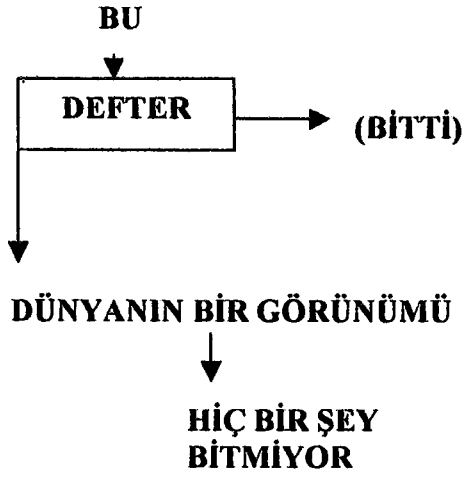 BU
DEFTER
(BİTTİ)
DÜNYANIN BİR GÖRÜNÜMÜ
HİÇ BİR ŞEY
BİTMİYOR